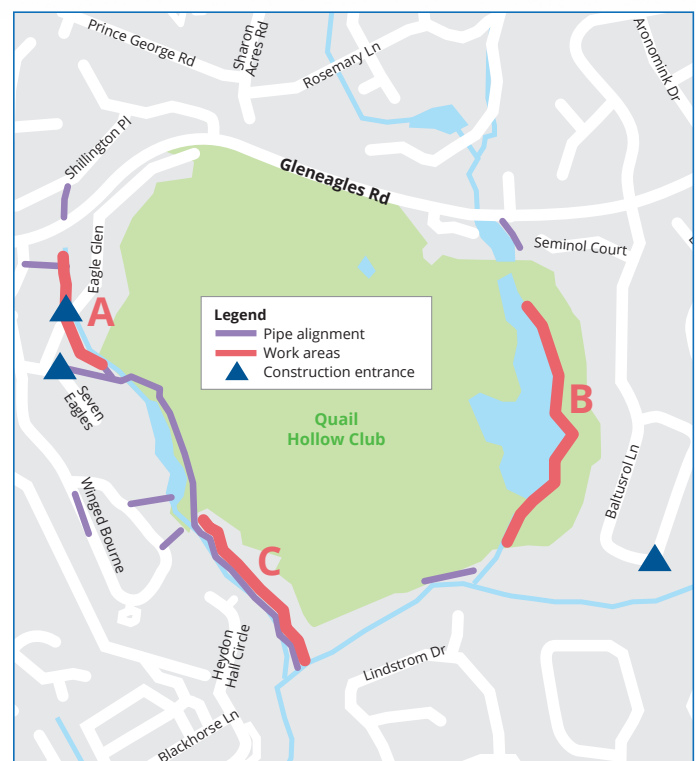 Prince George Rd
Sharon
Acres Rd
Rosemary Ln
Aronomink Dr
Shillington Pl
Gleneagles Rd
Seminol Court
Eagle Glen
A
Legend
Pipe alignment
Work areas
Construction entrance
B
Seven
Eagles
Quail
Hollow Club
Baltusrol Ln
Winged Bourne
C
Heydon
Hall Circle
Lindstrom Dr
Blackhorse Ln